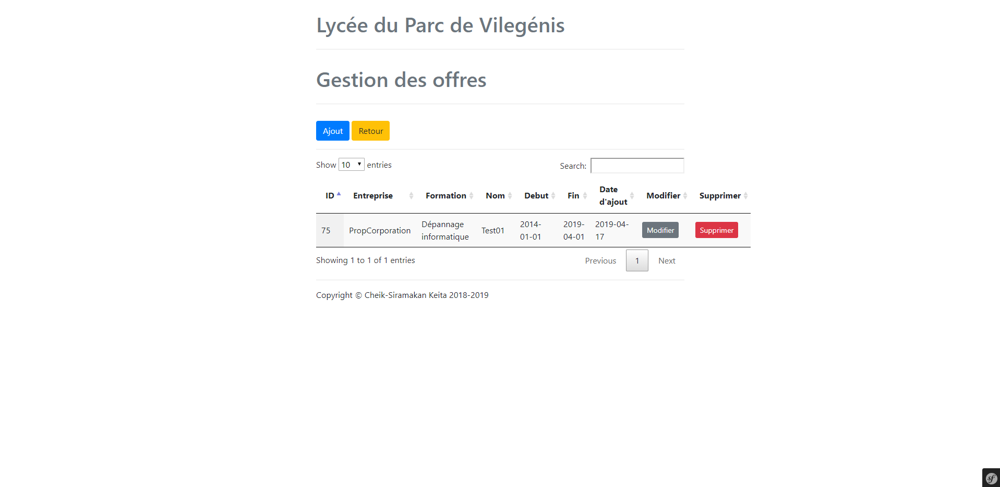 Lycée du Parc de Vilegénis
Gestion des offres
Ajout Retour
Show 10 entries Search:
ID Entreprise Formation Nom Debut Fin Date d'ajout Modifier Supprimer
75 PropCorporation Dépannage informatique Test01 2014-01-01 2019-04-01 2019-04-17 Modifier Supprimer
Showing 1 to 1 of 1 entries Previous 1 Next
Copyright © Cheik-Siramakan Keita 2018-2019
sf